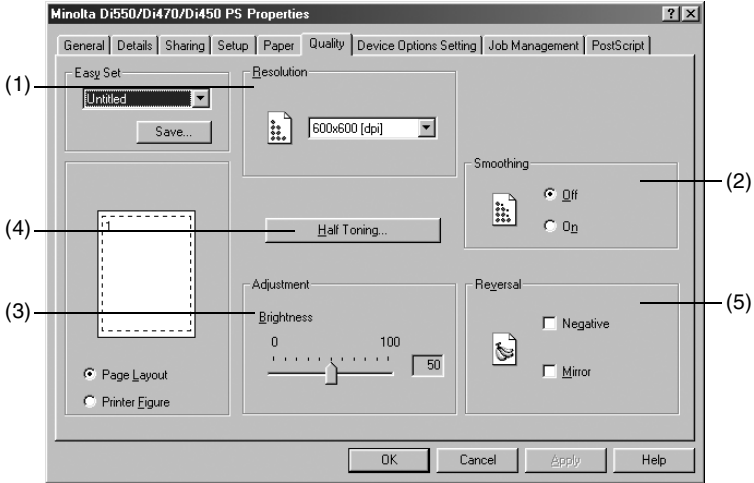 Minolta Di550/Di470/Di450 PS Properties
General Details Sharing Setup Paper Quality Device Options Setting Job Management PostScript
(1)
Easy Set
Untitled
Save...
Resolution
600x600 [dpi]
Smoothing
Off
On
(2)
(4)
1
Half Toning...
(3)
Adjustment
Brightness
0 100
50
Reversal
Negative
Mirror
(5)
Page Layout
Printer Figure
OK Cancel Apply Help